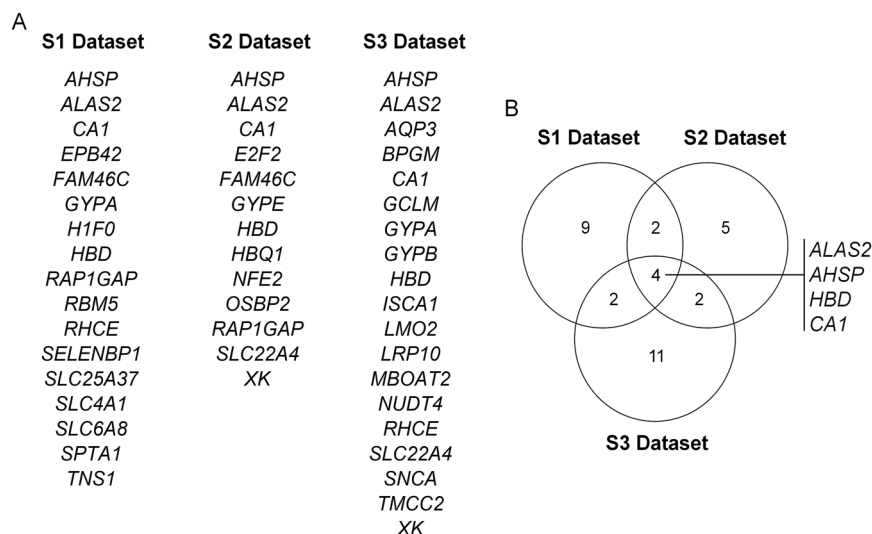 A
S1 Dataset
AHSP
ALAS2
CA1
EPB42
FAM46C
GYPA
H1F0
HBD
RAP1GAP
RBM5
RHCE
SELENBP1
SLC25A37
SLC4A1
SLC6A8
SPTA1
TNS1
S2 Dataset
AHSP
ALAS2
CA1
E2F2
FAM46C
GYPE
HBD
HBQ1
NFE2
OSBP2
RAP1GAP
SLC22A4
XK
S3 Dataset
AHSP
ALAS2
AQP3
BPGM
CA1
GCLM
GYPA
GYPB
HBD
ISCA1
LMO2
LRP10
MBOAT2
NUDT4
RHCE
SLC22A4
SNCA
TMCC2
XK
B
S1 Dataset
S2 Dataset
9
2
5
4
2
2
11
ALAS2
AHSP
HBD
CA1
S3 Dataset